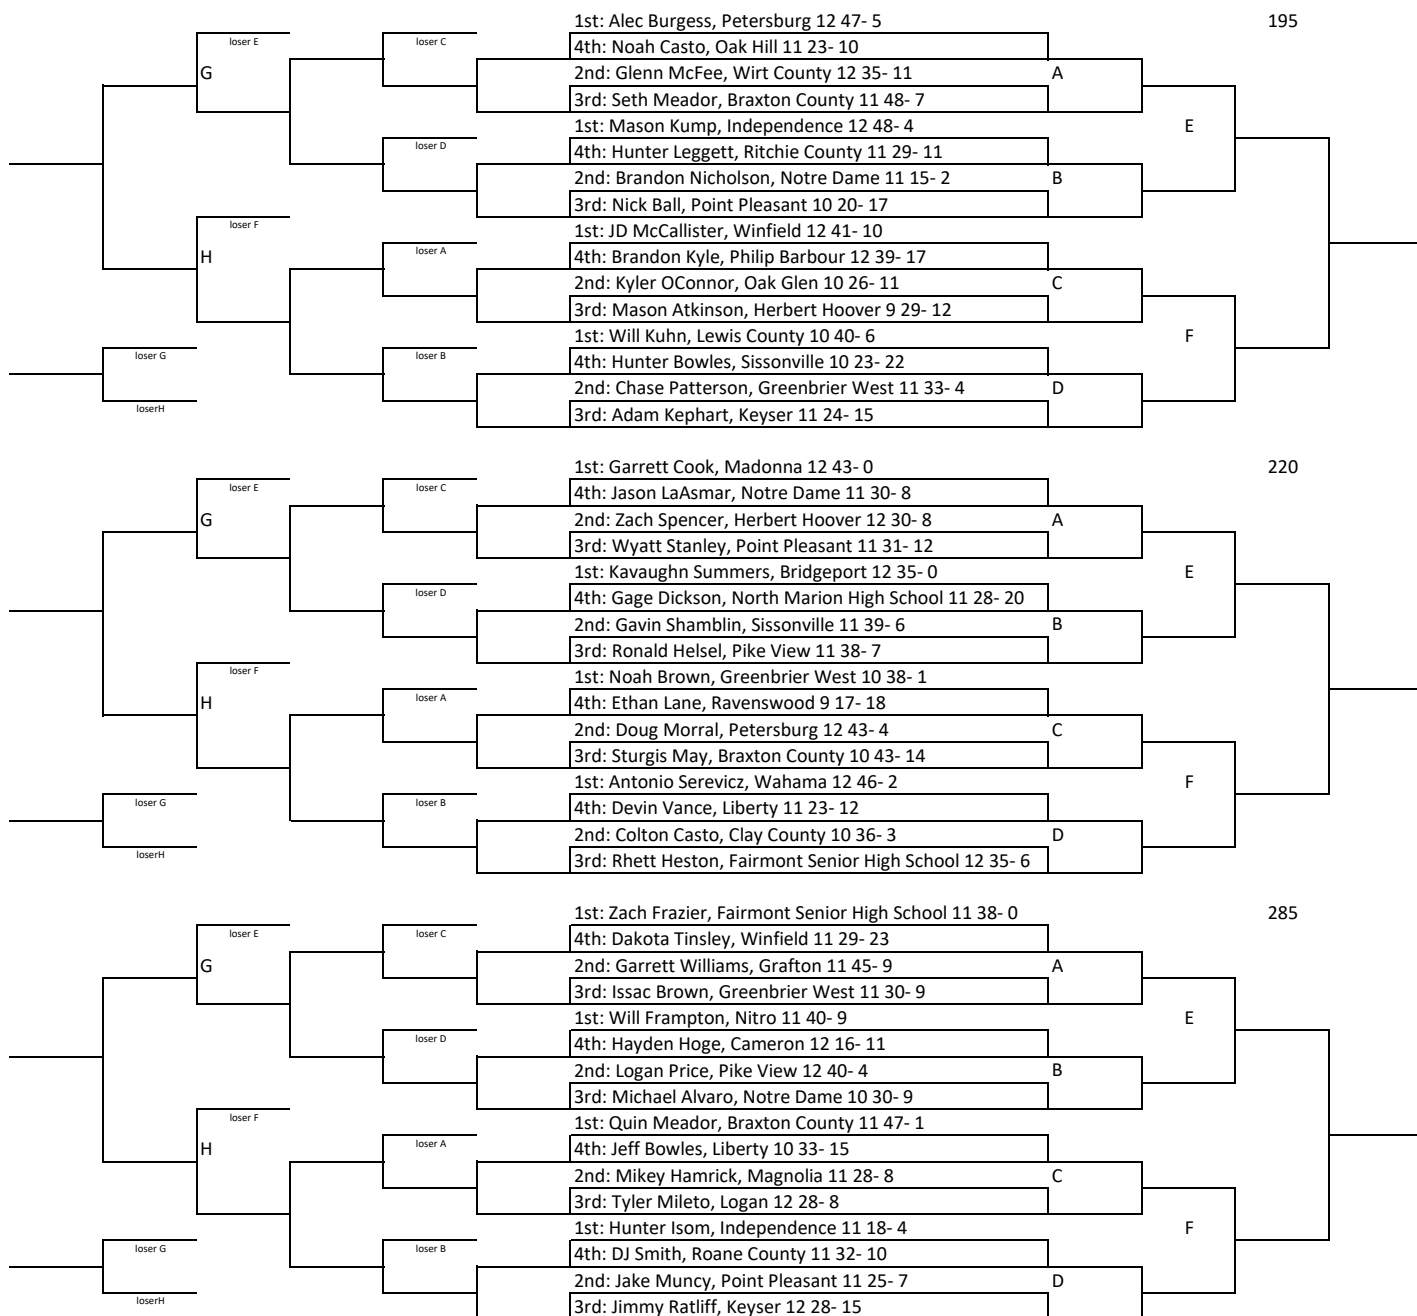 1st: Alec Burgess, Petersburg 12 47- 5 195
loser E loser C
4th: Noah Casto, Oak Hill 11 23- 10
G 2nd: Glenn McFee, Wirt County 12 35- 11 A
3rd: Seth Meador, Braxton County 11 48- 7
1st: Mason Kump, Independence 12 48- 4 E
loser D
4th: Hunter Leggett, Ritchie County 11 29- 11
2nd: Brandon Nicholson, Notre Dame 11 15- 2 B
3rd: Nick Ball, Point Pleasant 10 20- 17
loser F
1st: JD McCallister, Winfield 12 41- 10
loser A
H 4th: Brandon Kyle, Philip Barbour 12 39- 17
2nd: Kyler OConnor, Oak Glen 10 26- 11 C
3rd: Mason Atkinson, Herbert Hoover 9 29- 12
1st: Will Kuhn, Lewis County 10 40- 6 F
loser G loser B
4th: Hunter Bowles, Sissonville 10 23- 22
2nd: Chase Patterson, Greenbrier West 11 33- 4 D
loserH
3rd: Adam Kephart, Keyser 11 24- 15
1st: Garrett Cook, Madonna 12 43- 0 220
loser E loser C
4th: Jason LaAsmar, Notre Dame 11 30- 8
G 2nd: Zach Spencer, Herbert Hoover 12 30- 8 A
3rd: Wyatt Stanley, Point Pleasant 11 31- 12
1st: Kavaughn Summers, Bridgeport 12 35- 0 E
loser D
4th: Gage Dickson, North Marion High School 11 28- 20
2nd: Gavin Shamblin, Sissonville 11 39- 6 B
3rd: Ronald Helsel, Pike View 11 38- 7
loser F
1st: Noah Brown, Greenbrier West 10 38- 1
loser A
H 4th: Ethan Lane, Ravenswood 9 17- 18
2nd: Doug Morral, Petersburg 12 43- 4 C
3rd: Sturgis May, Braxton County 10 43- 14
1st: Antonio Serevicz, Wahama 12 46- 2 F
loser G loser B
4th: Devin Vance, Liberty 11 23- 12
2nd: Colton Casto, Clay County 10 36- 3 D
loserH
3rd: Rhett Heston, Fairmont Senior High School 12 35- 6
1st: Zach Frazier, Fairmont Senior High School 11 38- 0 285
loser E loser C
4th: Dakota Tinsley, Winfield 11 29- 23
G 2nd: Garrett Williams, Grafton 11 45- 9 A
3rd: Issac Brown, Greenbrier West 11 30- 9
1st: Will Frampton, Nitro 11 40- 9 E
loser D
4th: Hayden Hoge, Cameron 12 16- 11
2nd: Logan Price, Pike View 12 40- 4 B
3rd: Michael Alvaro, Notre Dame 10 30- 9
loser F
1st: Quin Meador, Braxton County 11 47- 1
loser A
H 4th: Jeff Bowles, Liberty 10 33- 15
2nd: Mikey Hamrick, Magnolia 11 28- 8 C
3rd: Tyler Mileto, Logan 12 28- 8
1st: Hunter Isom, Independence 11 18- 4 F
loser G loser B
4th: DJ Smith, Roane County 11 32- 10
2nd: Jake Muncy, Point Pleasant 11 25- 7 D
loserH
3rd: Jimmy Ratliff, Keyser 12 28- 15